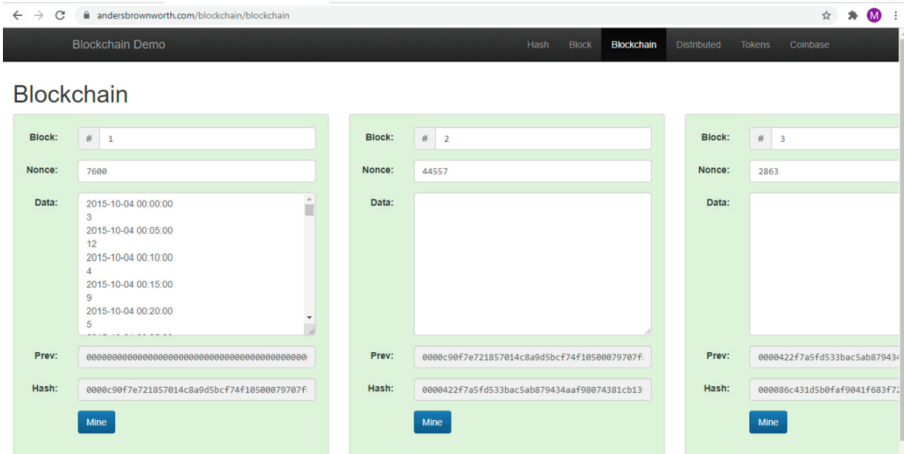 andersbrownworth.com/blockchain/blockchain
M
Blockchain Demo
Hash Block Blockchain Distributed Tokens Coinbase
Blockchain
Block: # 1
Nonce: 7600
Data: 2015-10-04 00:00:00
3
2015-10-04 00:05:00
12
2015-10-04 00:10:00
4
2015-10-04 00:15:00
9
2015-10-04 00:20:00
5
Prev:
Hash: 0000c90f7e721857014c8a9d5bcf74f10500079707f
Mine
Block: # 2
Nonce: 44557
Data:
Prev: 0000c90f7e721857014c8a9d5bcf74f10500079707f
Hash: 0000422f7a5fd533bac5ab879434aaf98074381cb13
Mine
Block: # 3
Nonce: 2863
Data:
Prev: 0000422f7a5fd533bac5ab879434
Hash: 000086c431d5b0faf9041f683f72
Mine